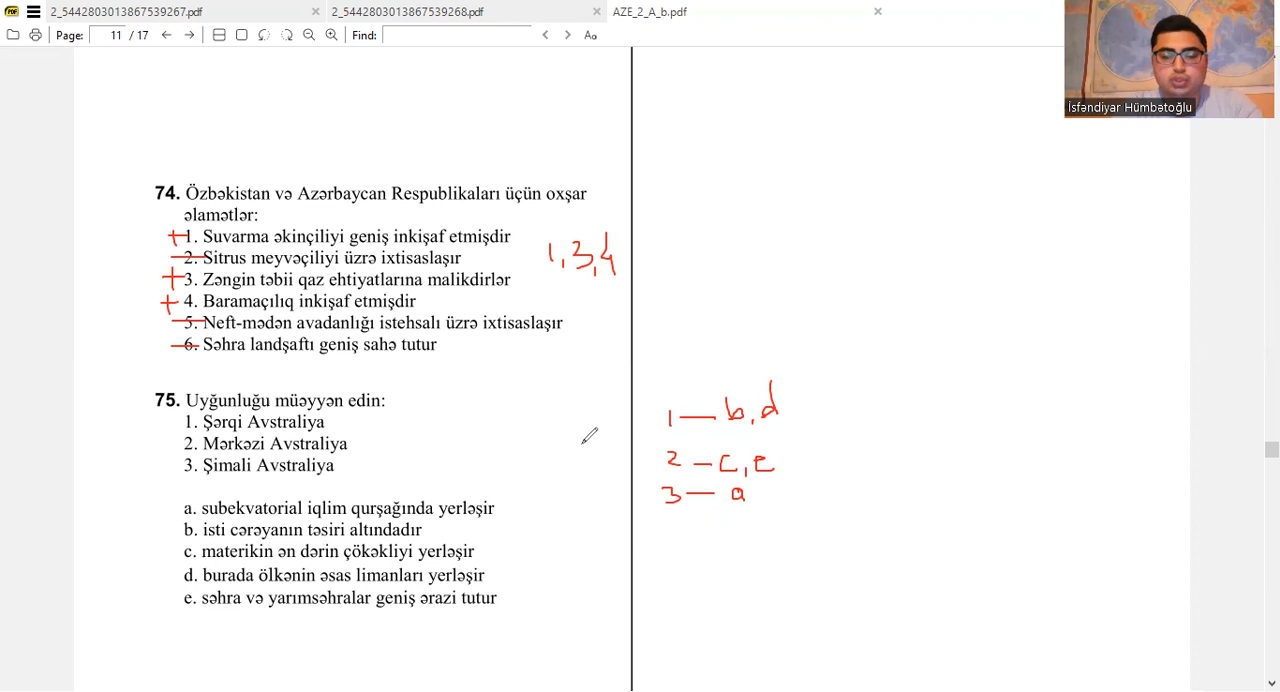 2_5442803013867539267.pdf
2_5442803013867539268.pdf
AZE_2_A_b.pdf
Page: 11 / 17
Find:
Aa
İsfəndiyar Hümbətoğlu
74. Özbəkistan və Azərbaycan Respublikaları üçün oxşar
əlamətlər:
+ 1. Suvarma əkinçiliyi geniş inkişaf etmişdir
2. Sitrus meyvəçiliyi üzrə ixtisaslaşır
+ 3. Zəngin təbii qaz ehtiyatlarına malikdirlər
+ 4. Baramaçılıq inkişaf etmişdir
5. Neft-mədən avadanlığı istehsalı üzrə ixtisaslaşır
6. Səhra landşaftı geniş sahə tutur
1, 3, 4
75. Uyğunluğu müəyyən edin:
1. Şərqi Avstraliya
2. Mərkəzi Avstraliya
3. Şimali Avstraliya
a. subekvatorial iqlim qurşağında yerləşir
b. isti cərəyanın təsiri altındadır
c. materikin ən dərin çökəkliyi yerləşir
d. burada ölkənin əsas limanları yerləşir
e. səhra və yarımsəhralar geniş ərazi tutur
1 — b, d
2 — c, e
3 — a